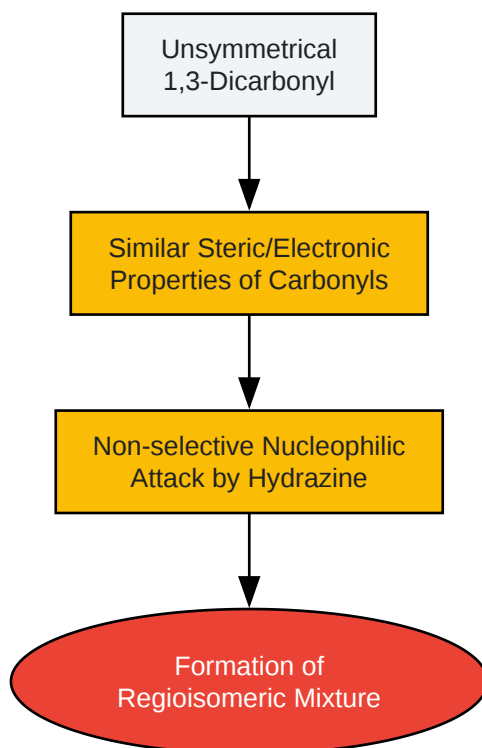 Unsymmetrical
1,3-Dicarbonyl
Similar Steric/Electronic
Properties of Carbonyls
Non-selective Nucleophilic
Attack by Hydrazine
Formation of
Regioisomeric Mixture